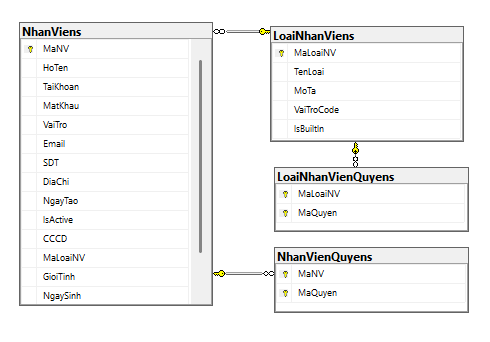 NhanViens
MaNV
HoTen
TaiKhoan
MatKhau
VaiTro
Email
SDT
DiaChi
NgayTao
IsActive
CCCD
MaLoaiNV
GioiTinh
NgaySinh
LoaiNhanViens
MaLoaiNV
TenLoai
MoTa
VaiTroCode
IsBuiltIn
LoaiNhanVienQuyens
MaLoaiNV
MaQuyen
NhanVienQuyens
MaNV
MaQuyen